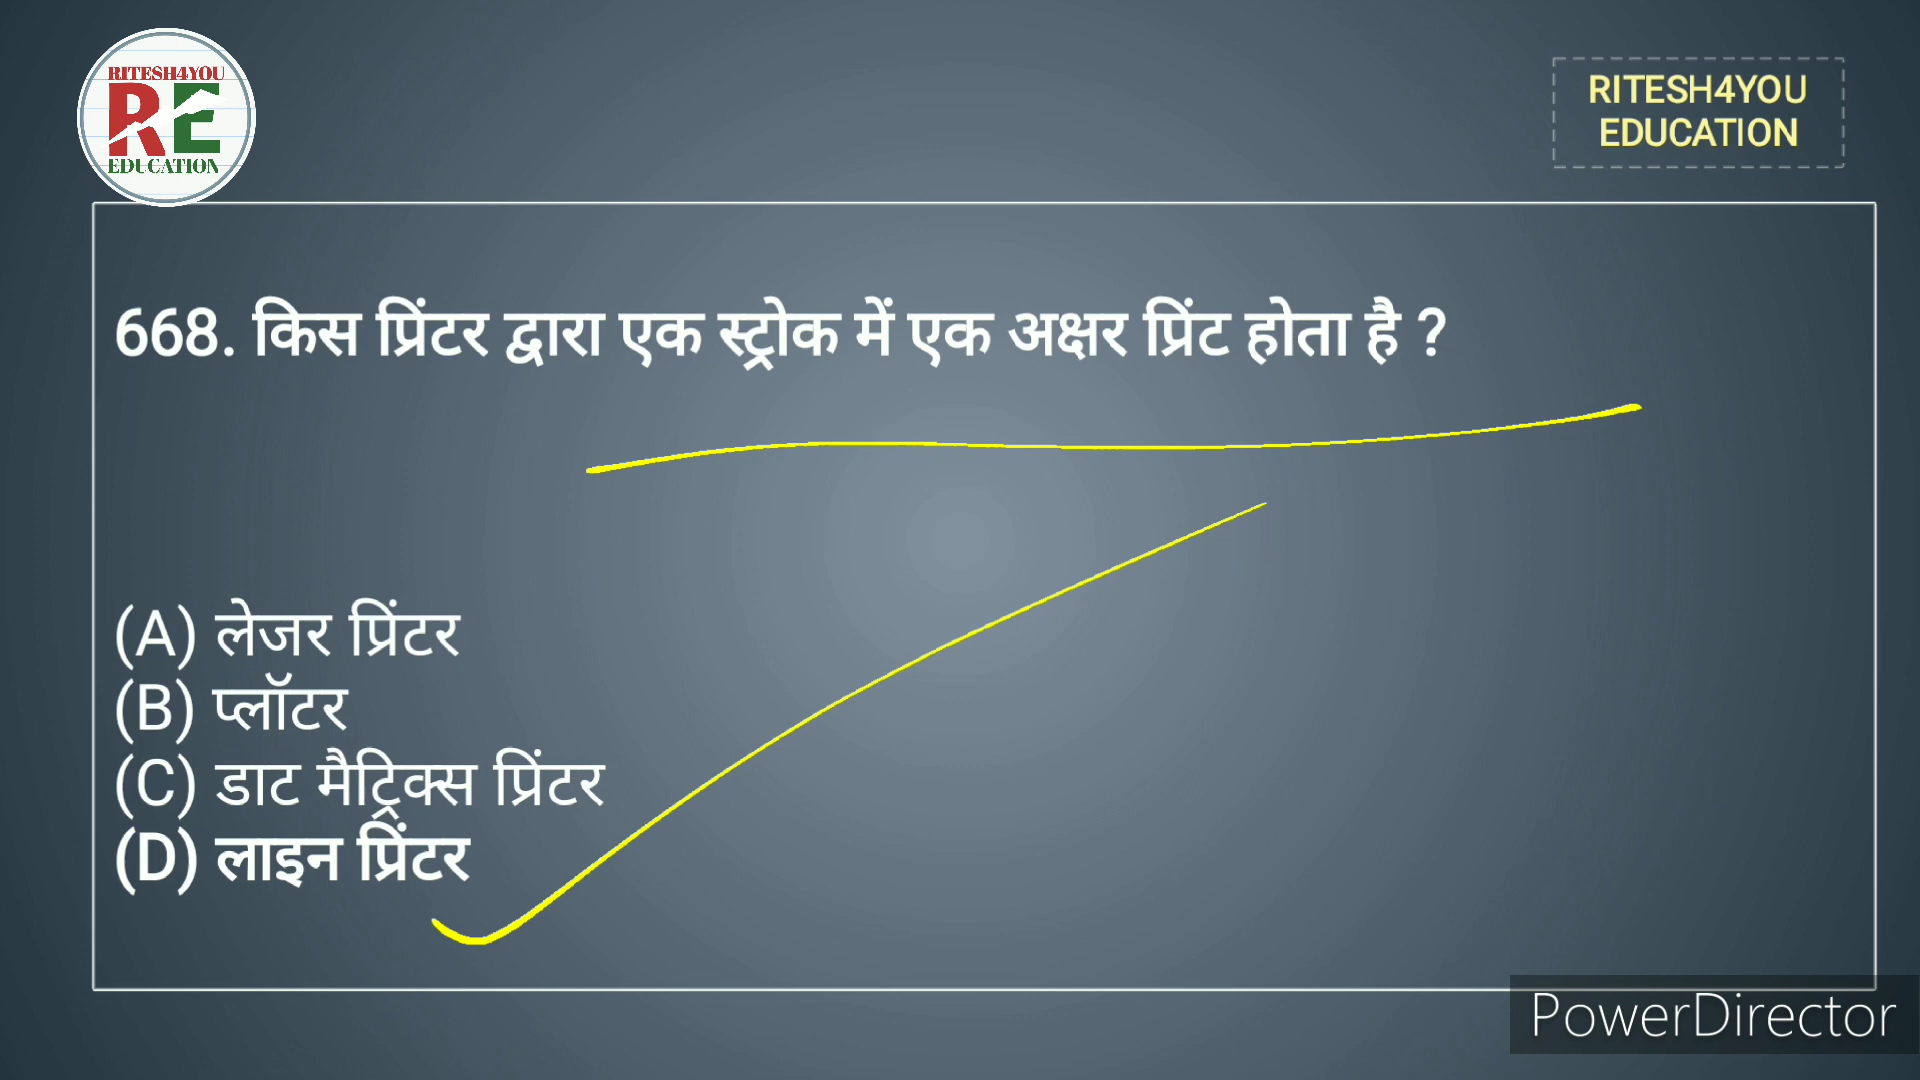 RITESH4YOU
RE
EDUCATION
RITESH4YOU
EDUCATION
668. किस प्रिंटर द्वारा एक स्ट्रोक में एक अक्षर प्रिंट होता है ?
(A) लेजर प्रिंटर
(B) प्लॉटर
(C) डाट मैट्रिक्स प्रिंटर
(D) लाइन प्रिंटर
PowerDirector